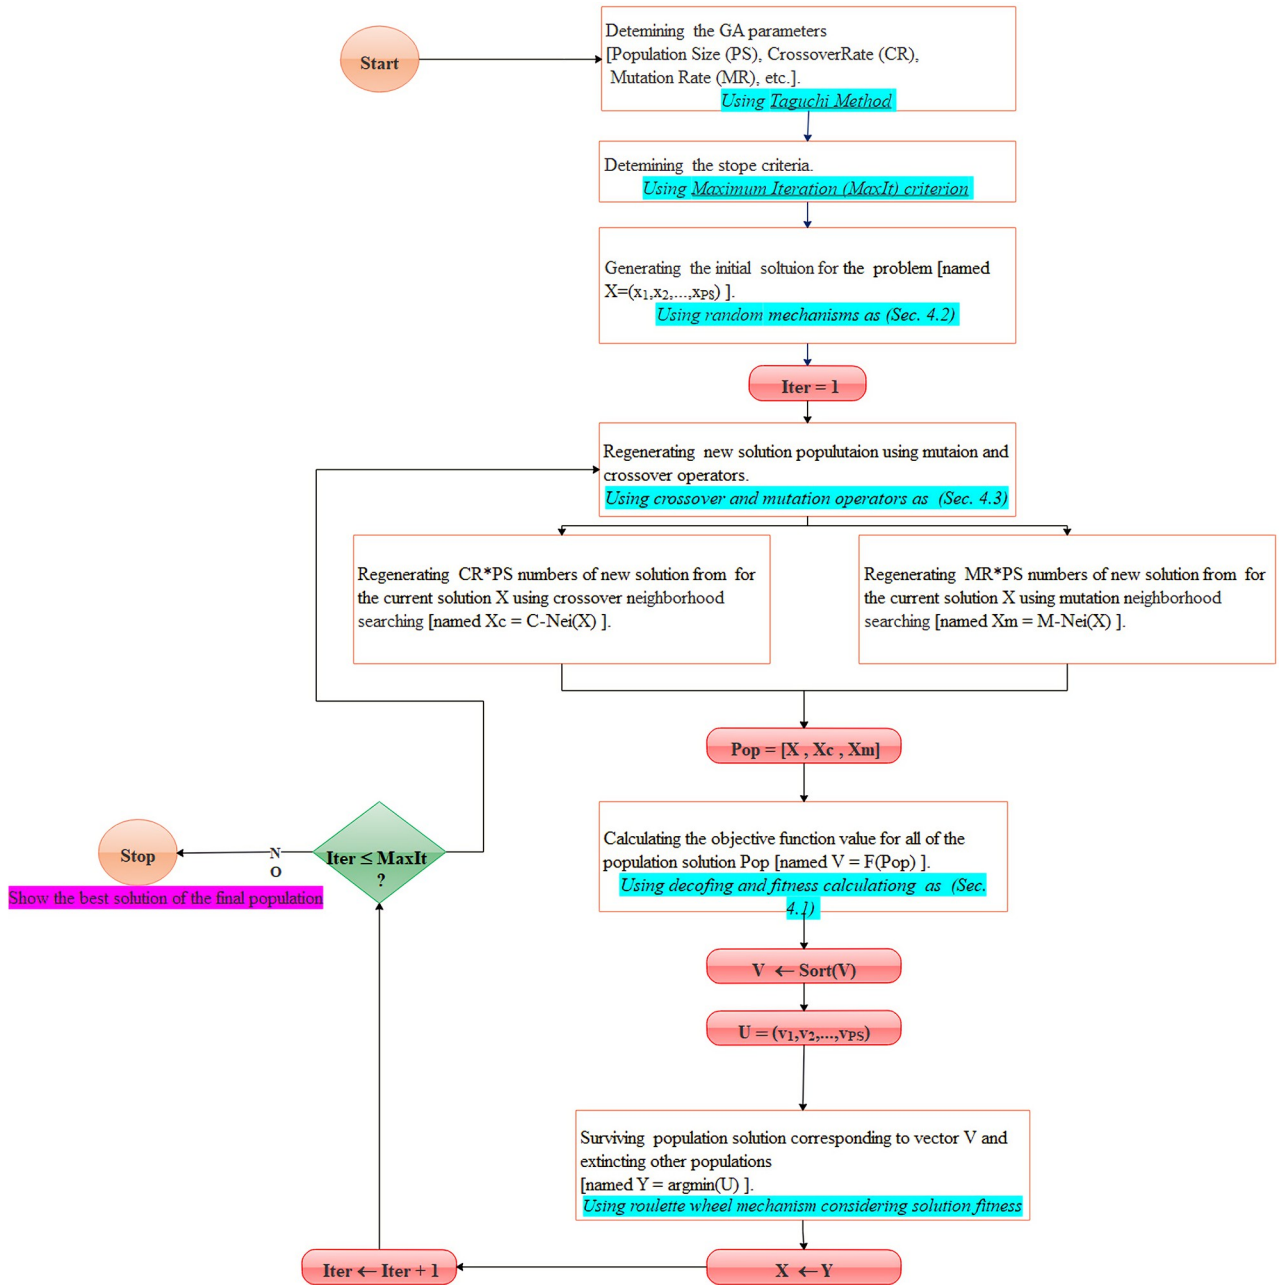 Start
Detemining the GA parameters
[Population Size (PS), CrossoverRate (CR),
Mutation Rate (MR), etc.].
Using Taguchi Method
Detemining the stope criteria.
Using Maximum Iteration (MaxIt) criterion
Generating the initial soltuion for the problem [named
X=(x1,x2,...,xPS) ].
Using random mechanisms as (Sec. 4.2)
Iter = 1
Regenerating new solution populutaion using mutaion and
crossover operators.
Using crossover and mutation operators as (Sec. 4.3)
Regenerating CR*PS numbers of new solution from for
the current solution X using crossover neighborhood
searching [named Xc = C-Nei(X) ].
Regenerating MR*PS numbers of new solution from for
the current solution X using mutation neighborhood
searching [named Xm = M-Nei(X) ].
Pop = [X , Xc , Xm]
Calculating the objective function value for all of the
population solution Pop [named V = F(Pop) ].
Using decofing and fitness calculationg as (Sec.
4.1)
V ← Sort(V)
U = (v1,v2,...,vPS)
Surviving population solution corresponding to vector V and
extincting other populations
[named Y = argmin(U) ].
Using roulette wheel mechanism considering solution fitness
X ← Y
Iter ← Iter + 1
Iter ≤ MaxIt
?
N
O
Stop
Show the best solution of the final population